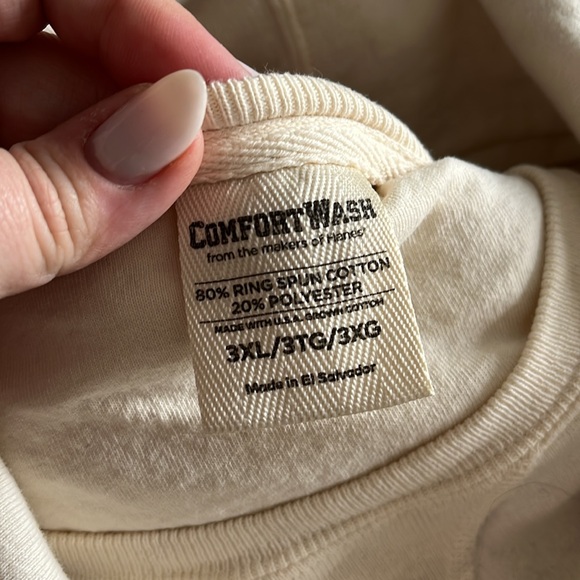 COMFORTWASH
from the makers of Hanes
80% RING SPUN COTTON
20% POLYESTER
MADE WITH U.S.A. GROWN COTTON
3XL/3TG/3XG
Made in El Salvador